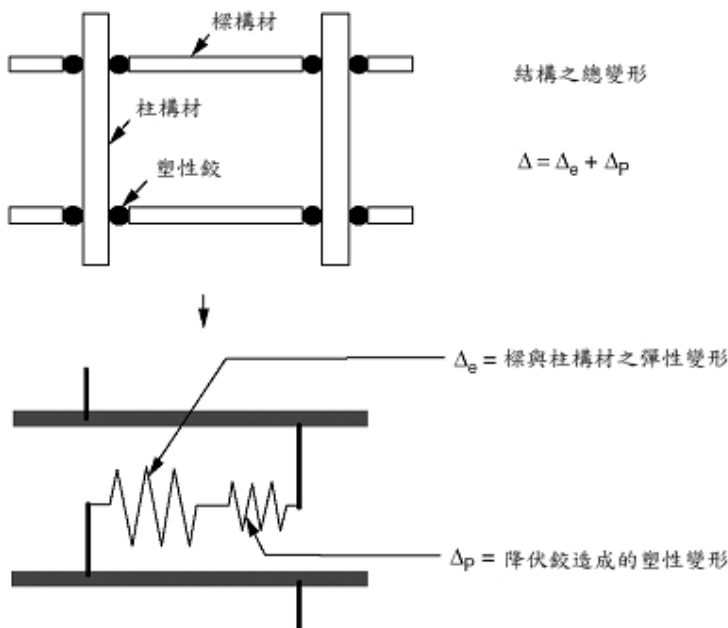 樑構材
結構之總變形
柱構材
塑性鉸
Δ = Δe + ΔP
Δe = 樑與柱構材之彈性變形
ΔP = 降伏鉸造成的塑性變形